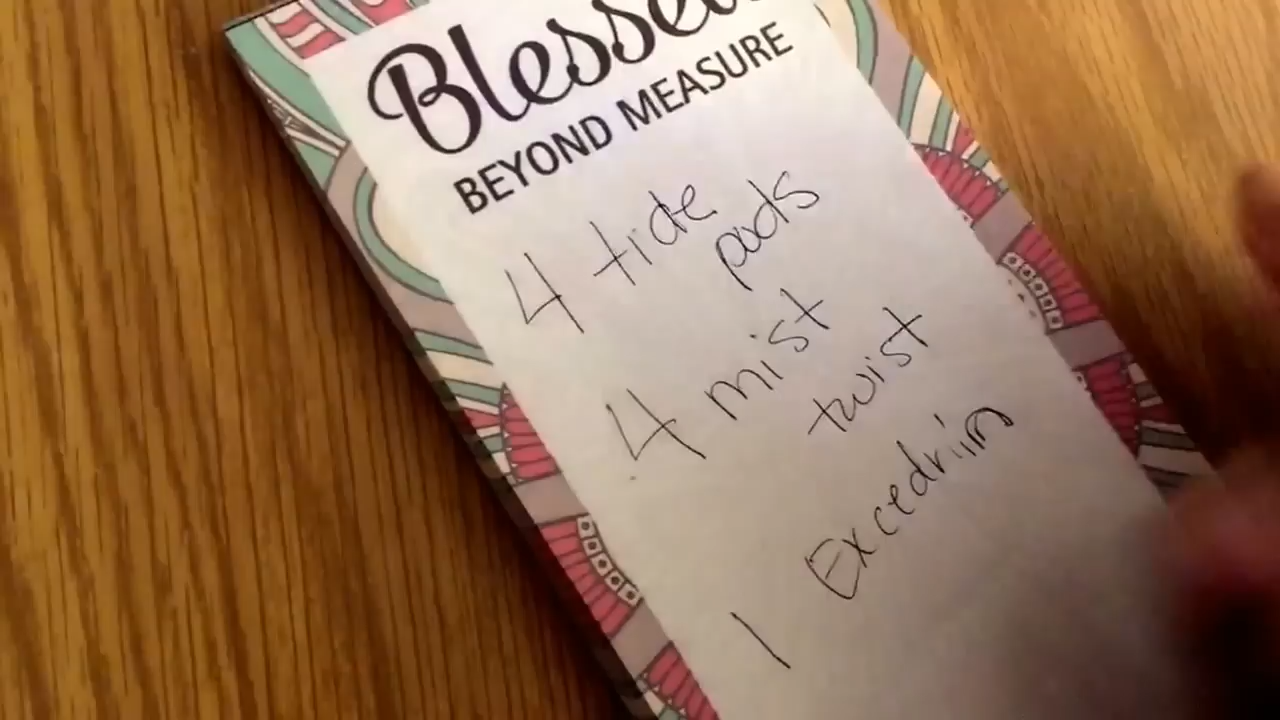 Blessed
BEYOND MEASURE
4 tide
pods
4 mist
twist
1 Excedrin